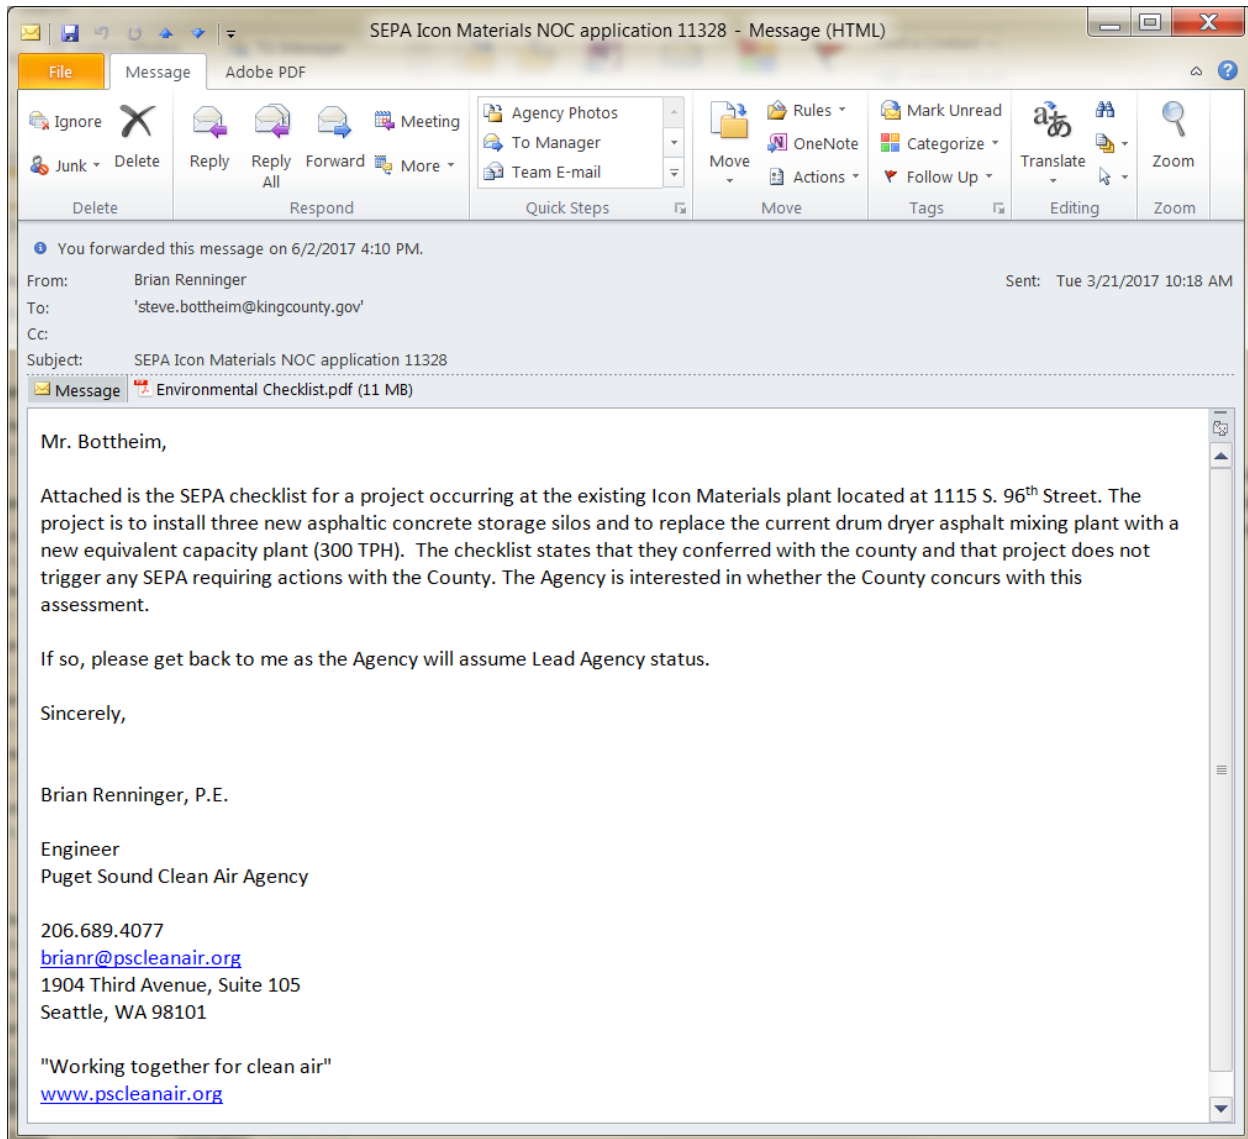 SEPA Icon Materials NOC application 11328 - Message (HTML)
File Message Adobe PDF
Ignore
Junk
Delete
Reply
Reply All
Forward
Meeting
More
Agency Photos
To Manager
Team E-mail
Move
Rules
OneNote
Actions
Mark Unread
Categorize
Follow Up
Translate
Zoom
Delete Respond Quick Steps Move Tags Editing Zoom
You forwarded this message on 6/2/2017 4:10 PM.
From: Brian Renninger Sent: Tue 3/21/2017 10:18 AM
To: 'steve.bottheim@kingcounty.gov'
Cc:
Subject: SEPA Icon Materials NOC application 11328
Message Environmental Checklist.pdf (11 MB)
Mr. Bottheim,
Attached is the SEPA checklist for a project occurring at the existing Icon Materials plant located at 1115 S. 96th Street. The
project is to install three new asphaltic concrete storage silos and to replace the current drum dryer asphalt mixing plant with a
new equivalent capacity plant (300 TPH).  The checklist states that they conferred with the county and that project does not
trigger any SEPA requiring actions with the County. The Agency is interested in whether the County concurs with this
assessment.
If so, please get back to me as the Agency will assume Lead Agency status.
Sincerely,
Brian Renninger, P.E.
Engineer
Puget Sound Clean Air Agency
206.689.4077
brianr@pscleanair.org
1904 Third Avenue, Suite 105
Seattle, WA 98101
"Working together for clean air"
www.pscleanair.org